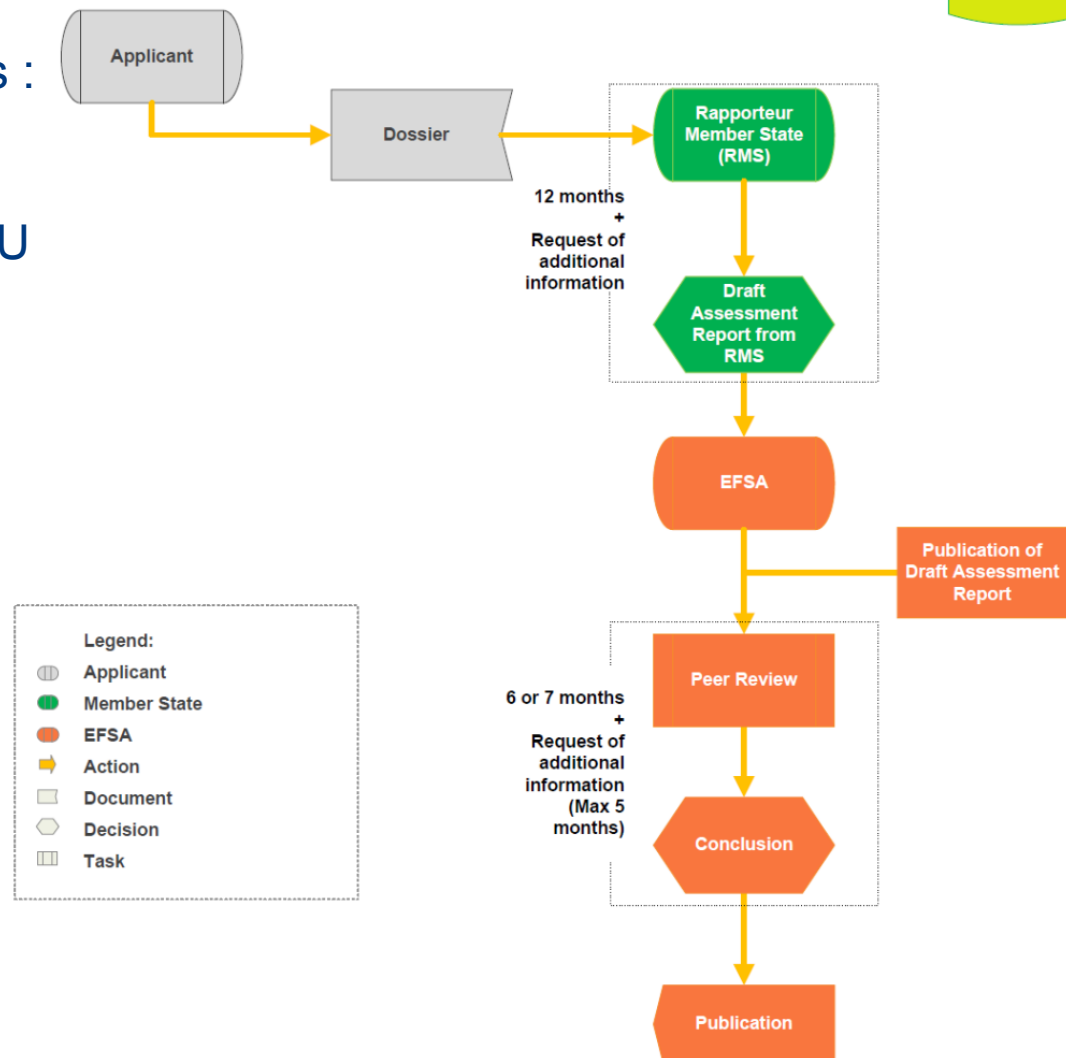 s :
U
Applicant
Dossier
Rapporteur
Member State
(RMS)
12 months
+
Request of
additional
information
Draft
Assessment
Report from
RMS
EFSA
Publication of
Draft Assessment
Report
Peer Review
6 or 7 months
+
Request of
additional
information
(Max 5
months)
Conclusion
Publication
Legend:
Applicant
Member State
EFSA
Action
Document
Decision
Task